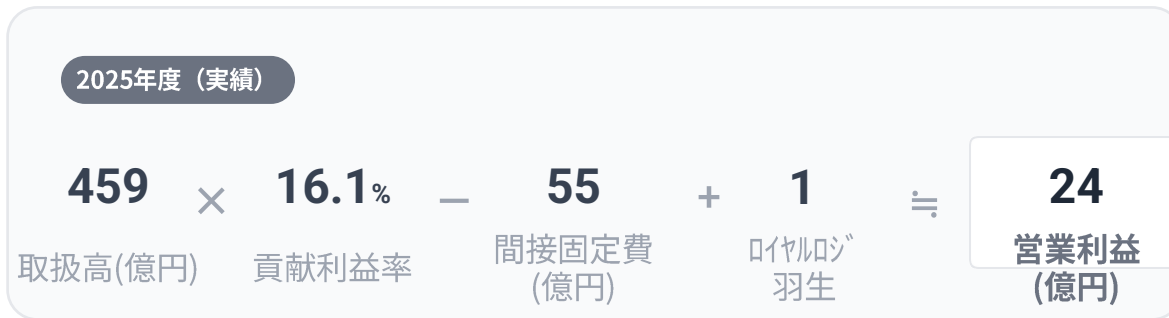 2025年度（実績）
459 × 16.1% − 55 + 1 ≒ 24
取扱高(億円) 貢献利益率 間接固定費 ﾛｲﾔﾙﾛｼﾞ 営業利益
(億円) 羽生 (億円)